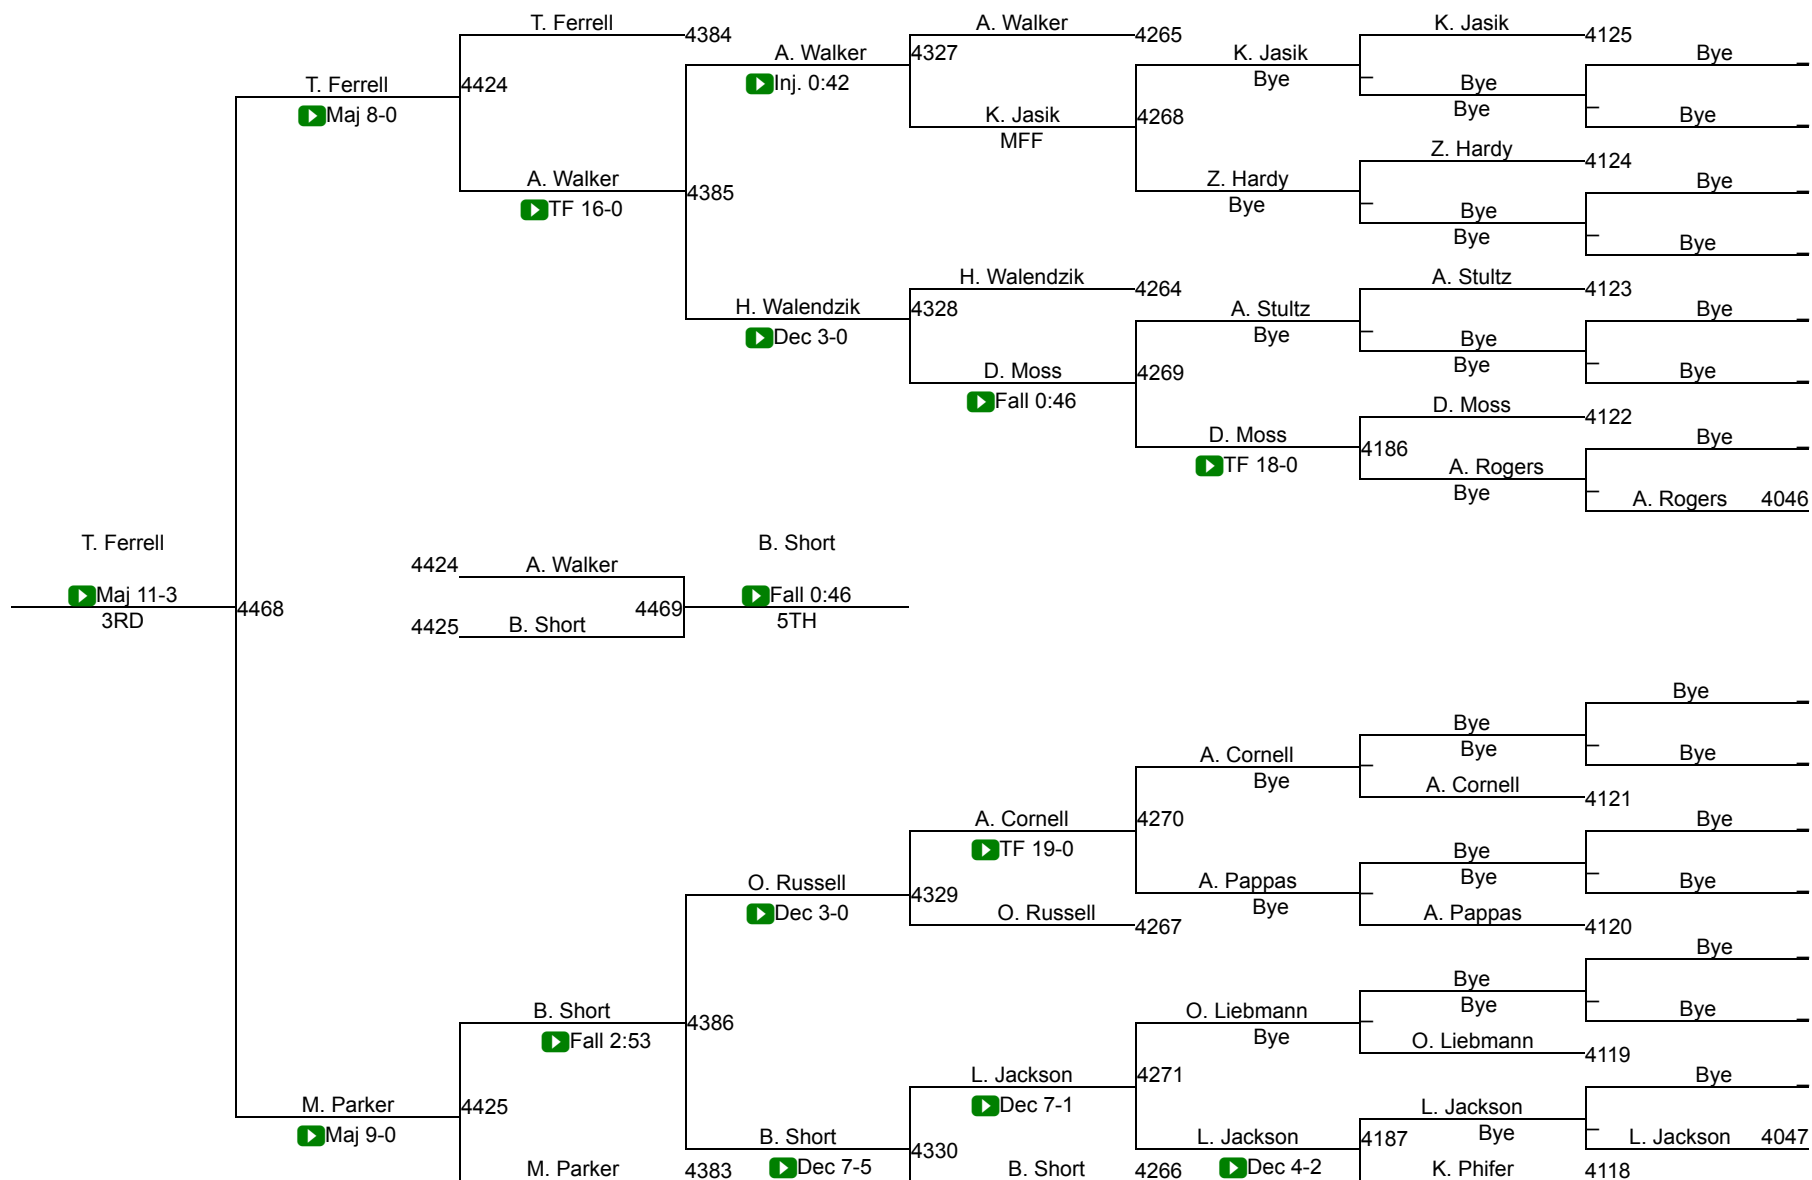 T. Ferrell 4384 A. Walker 4265 K. Jasik 4125
A. Walker 4327 K. Jasik Bye
T. Ferrell 4424 Inj. 0:42 Bye Bye
Maj 8-0 K. Jasik 4268 Bye Bye
MFF Z. Hardy 4124
A. Walker 4385 Z. Hardy Bye
TF 16-0 Bye Bye
Bye Bye
H. Walendzik 4264 A. Stultz 4123
H. Walendzik 4328 A. Stultz Bye
Dec 3-0 Bye Bye
D. Moss 4269 Bye Bye
Fall 0:46 D. Moss 4122
D. Moss 4186 Bye
TF 18-0 A. Rogers
Bye A. Rogers 4046
T. Ferrell B. Short
4424 A. Walker
Maj 11-3 4468 4469 Fall 0:46
3RD 4425 B. Short 5TH
Bye
Bye
A. Cornell Bye Bye
Bye A. Cornell 4121
A. Cornell 4270 Bye
TF 19-0 Bye
O. Russell 4329 A. Pappas Bye Bye
Dec 3-0 O. Russell 4267 Bye A. Pappas 4120
Bye
Bye
B. Short 4386 O. Liebmann Bye Bye
Fall 2:53 Bye O. Liebmann 4119
L. Jackson 4271 Bye
M. Parker 4425 Dec 7-1 L. Jackson
Maj 9-0 B. Short 4330 L. Jackson 4187 Bye L. Jackson 4047
M. Parker 4383 Dec 7-5 B. Short 4266 Dec 4-2 K. Phifer 4118